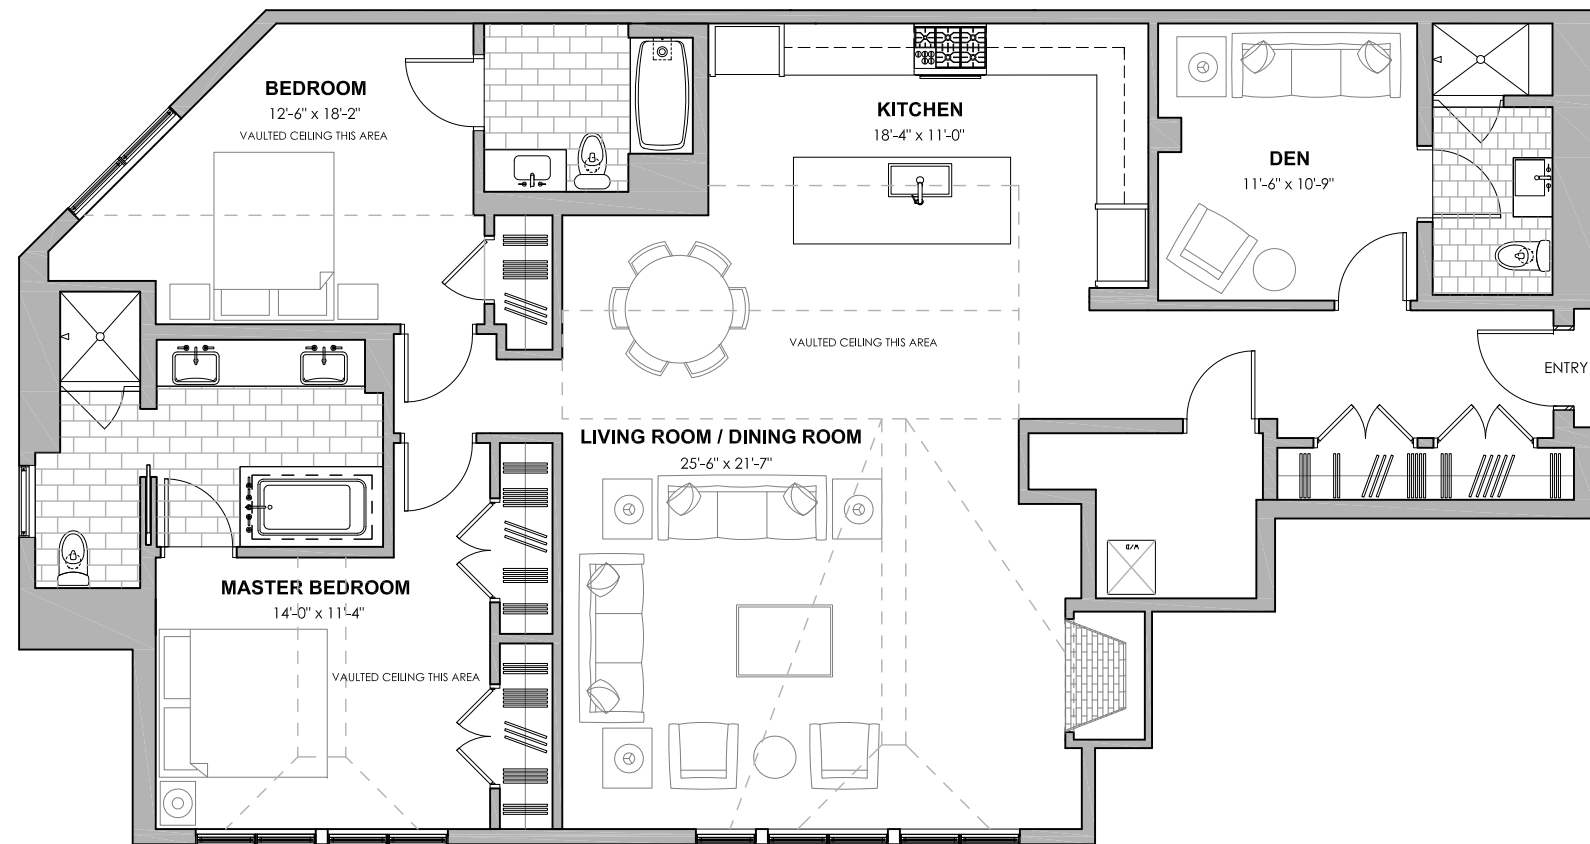 BEDROOM
12'-6" x 18'-2"
VAULTED CEILING THIS AREA
KITCHEN
18'-4" x 11'-0"
DEN
11'-6" x 10'-9"
VAULTED CEILING THIS AREA
ENTRY
LIVING ROOM / DINING ROOM
25'-6" x 21'-7"
W/D
MASTER BEDROOM
14'-0" x 11'-4"
VAULTED CEILING THIS AREA